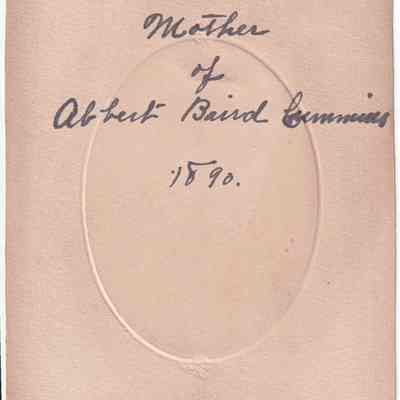 Mother
of
Albert Baird Cummins
1890.